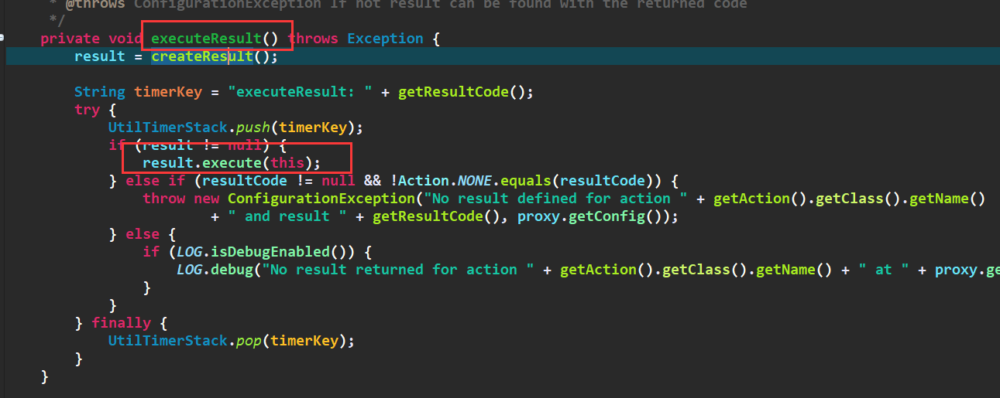 * @throws ConfigurationException If not result can be found with the returned code
*/
private void executeResult() throws Exception {
result = createResult();
String timerKey = "executeResult: " + getResultCode();
try {
UtilTimerStack.push(timerKey);
if (result != null) {
result.execute(this);
} else if (resultCode != null && !Action.NONE.equals(resultCode)) {
throw new ConfigurationException("No result defined for action " + getAction().getClass().getName()
+ " and result " + getResultCode(), proxy.getConfig());
} else {
if (LOG.isDebugEnabled()) {
LOG.debug("No result returned for action " + getAction().getClass().getName() + " at " + proxy.ge
}
}
} finally {
UtilTimerStack.pop(timerKey);
}
}